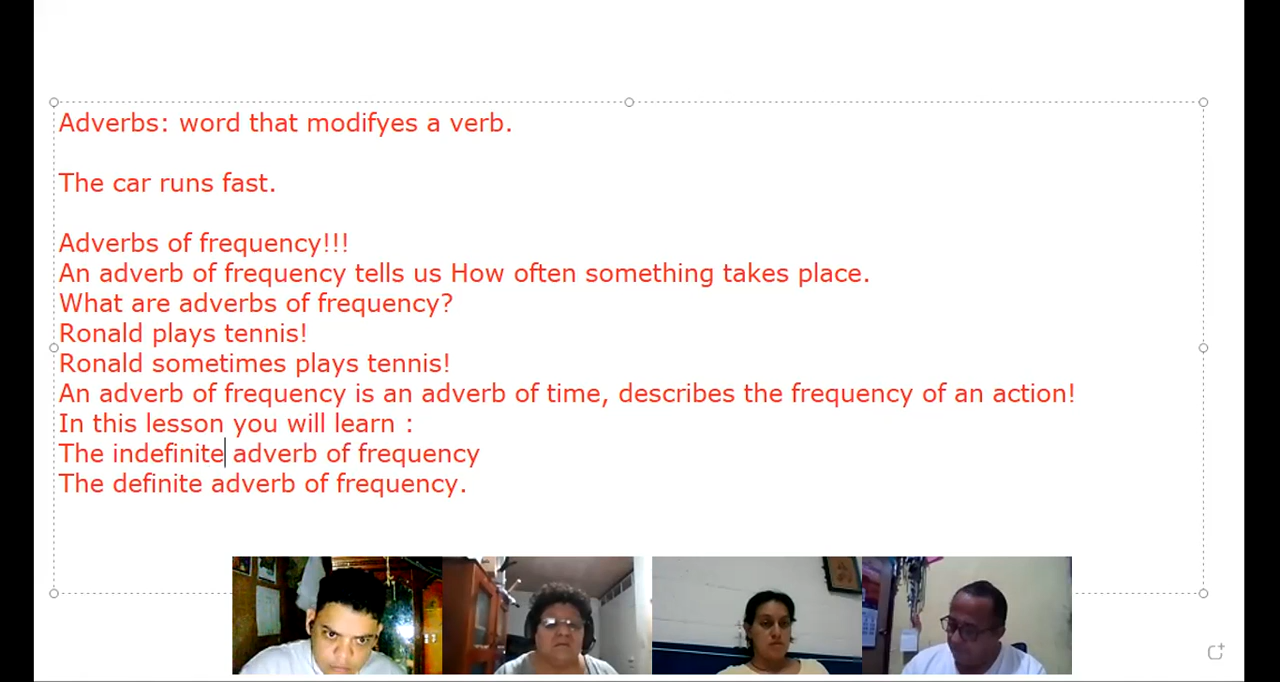 Adverbs: word that modifyes a verb.
The car runs fast.
Adverbs of frequency!!!
An adverb of frequency tells us How often something takes place.
What are adverbs of frequency?
Ronald plays tennis!
Ronald sometimes plays tennis!
An adverb of frequency is an adverb of time, describes the frequency of an action!
In this lesson you will learn :
The indefinite adverb of frequency
The definite adverb of frequency.